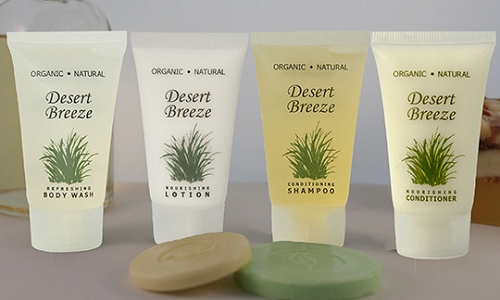 ORGANIC • NATURAL
Desert
Breeze
REFRESHING
BODY WASH
ORGANIC • NATURAL
Desert
Breeze
NOURISHING
LOTION
ORGANIC • NATURAL
Desert
Breeze
CONDITIONING
SHAMPOO
ORGANIC • NATURAL
Desert
Breeze
NOURISHING
CONDITIONER